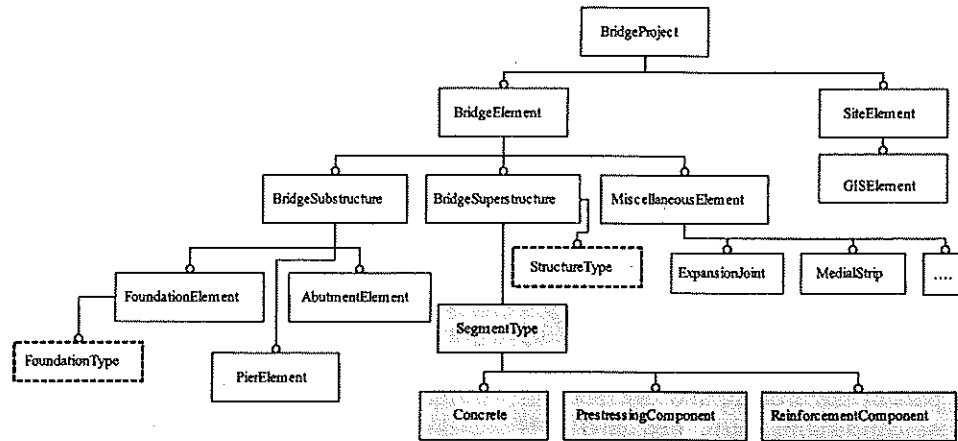 BridgeProject
BridgeElement
SiteElement
GISElement
BridgeSubstructure
BridgeSuperstructure
MiscellaneousElement
StructureType
ExpansionJoint
MedialStrip
....
FoundationElement
AbutmentElement
SegmentType
FoundationType
PierElement
Concrete
PrestressingComponent
ReinforcementComponent